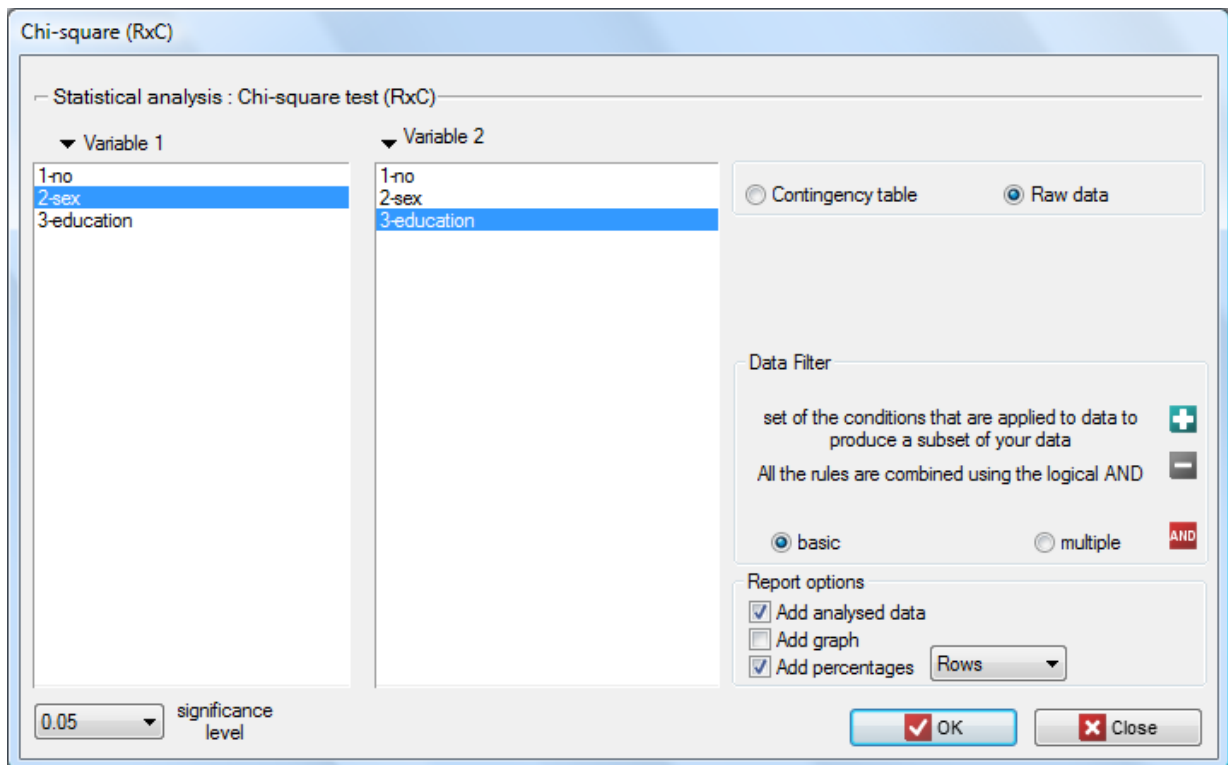 Chi-square (RxC)
Statistical analysis : Chi-square test (RxC)
Variable 1
1-no
2-sex
3-education
Variable 2
1-no
2-sex
3-education
Contingency table
Raw data
Data Filter
set of the conditions that are applied to data to
produce a subset of your data
All the rules are combined using the logical AND
basic
multiple
AND
Report options
Add analysed data
Add graph
Add percentages
Rows
0.05
significance
level
OK
Close